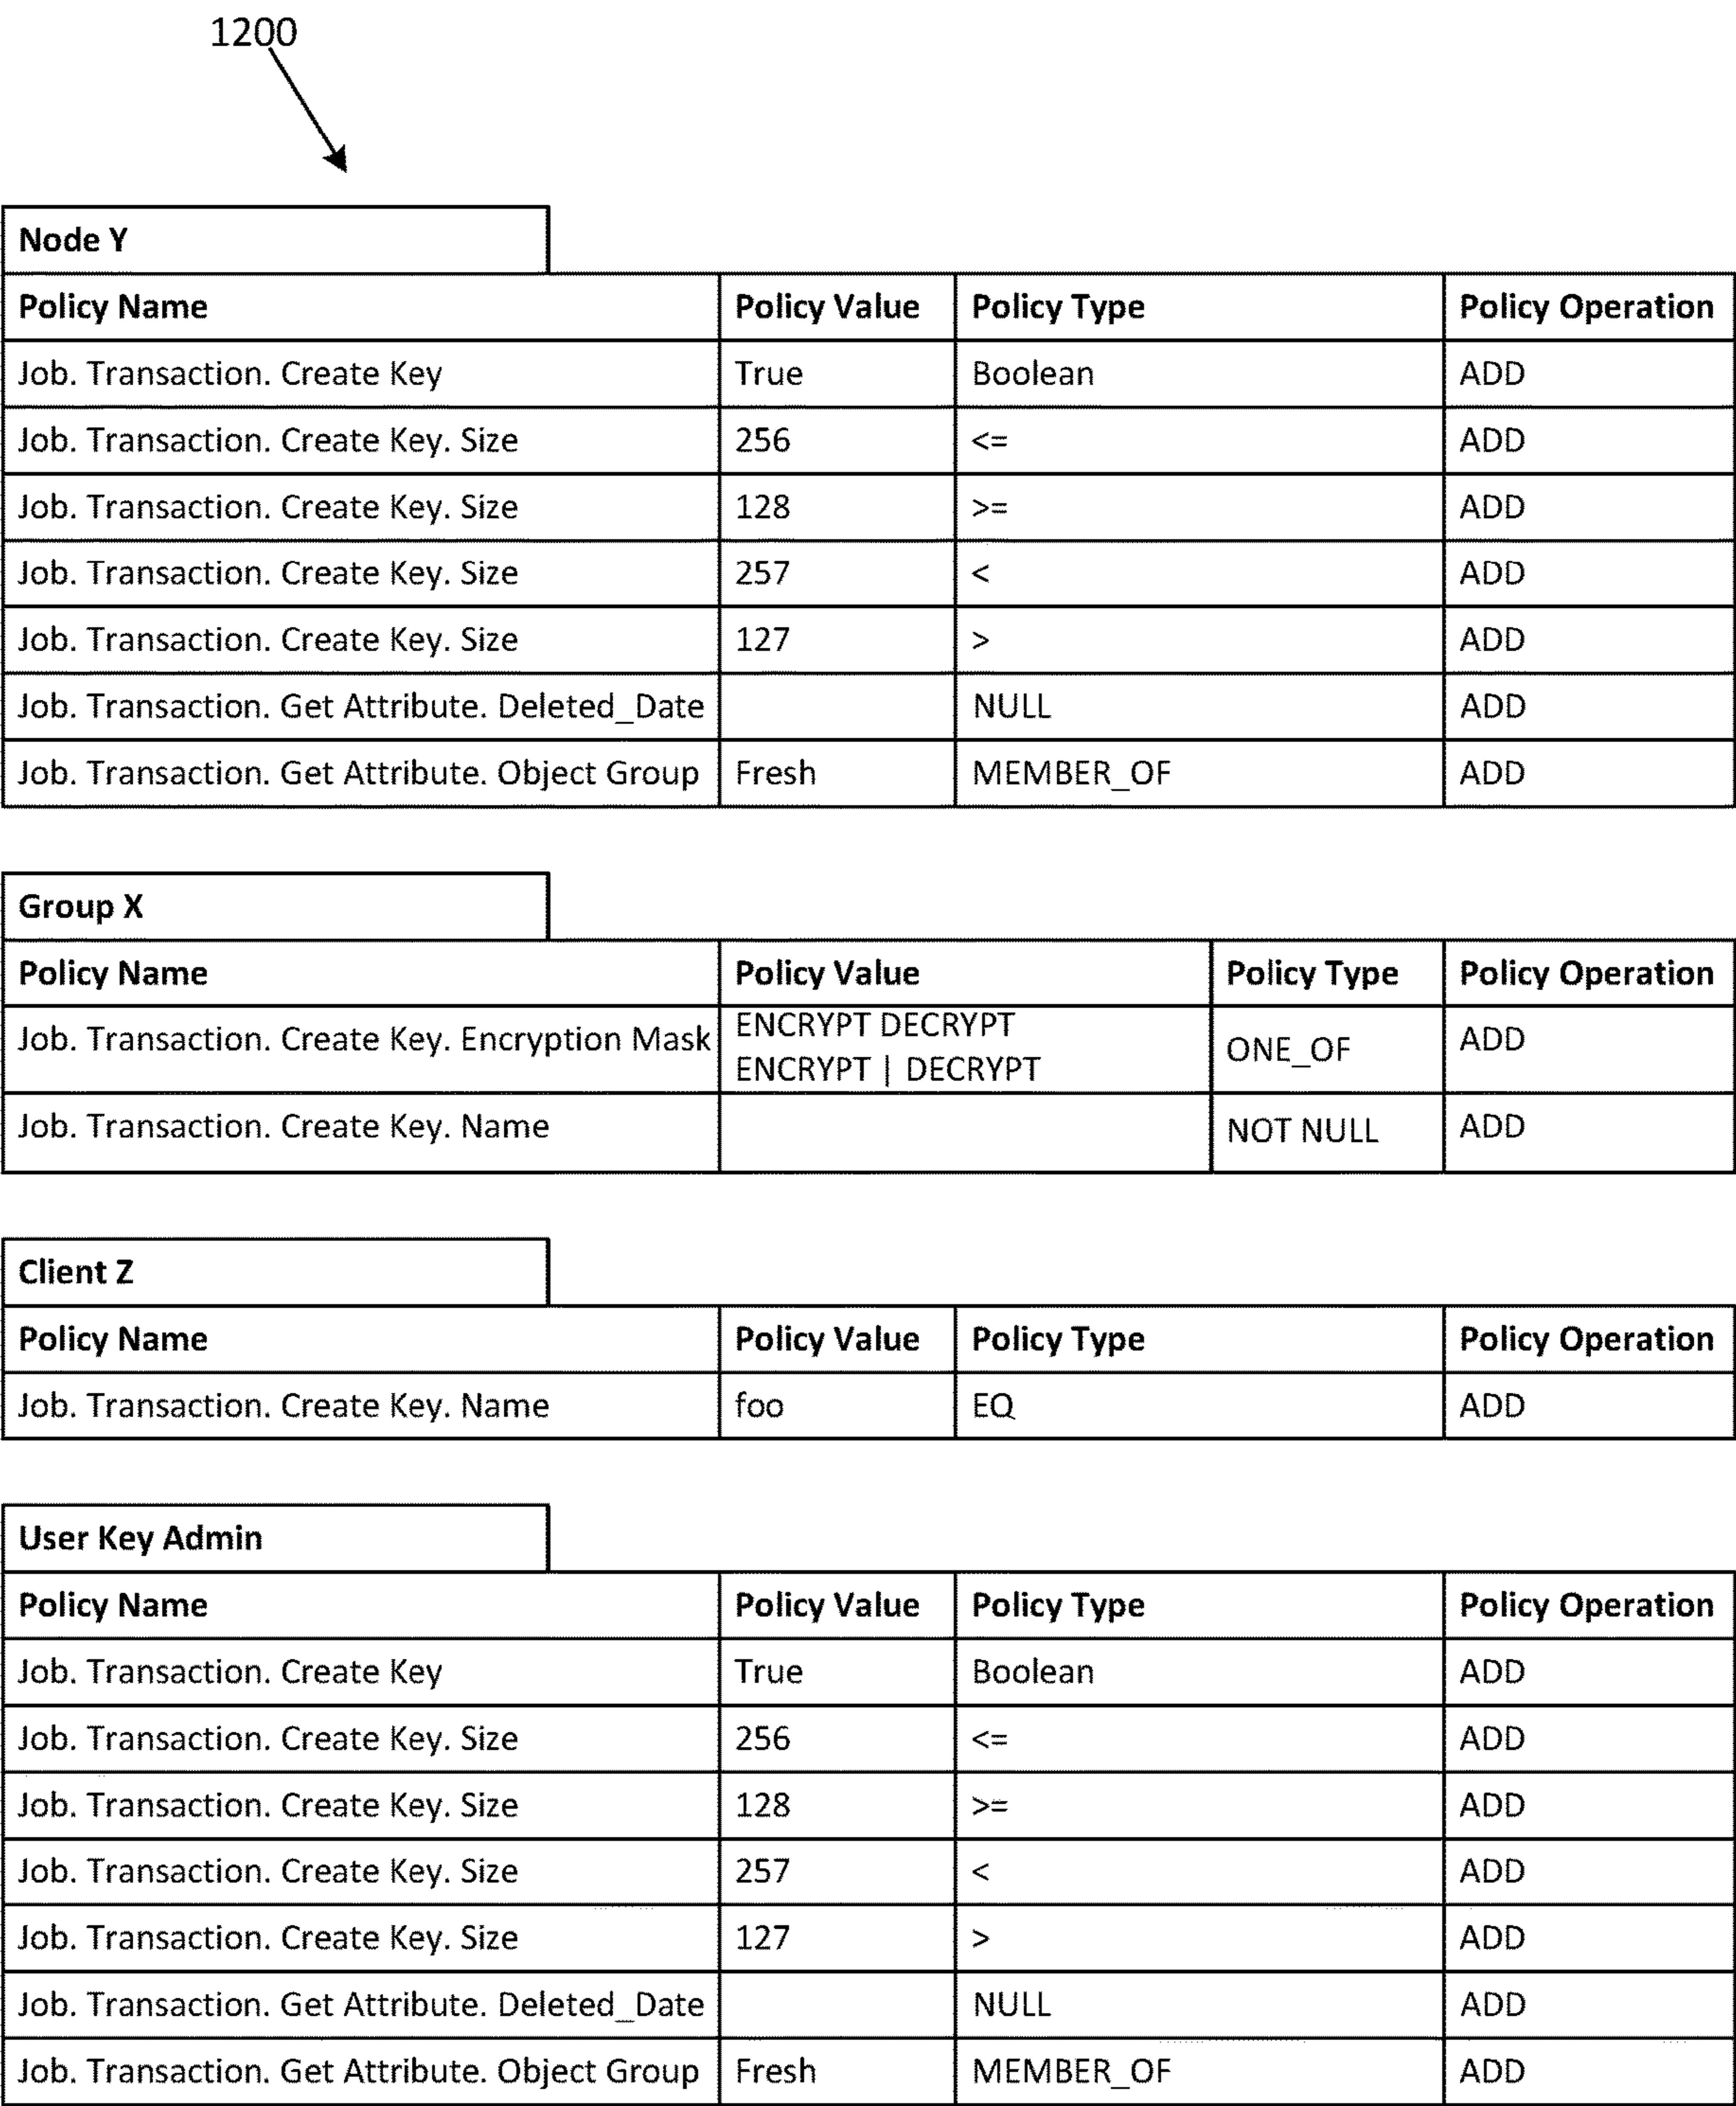 1200
Node Y
Policy Name Policy Value Policy Type Policy Operation
Job. Transaction. Create Key True Boolean ADD
Job. Transaction. Create Key. Size 256 <= ADD
Job. Transaction. Create Key. Size 128 >= ADD
Job. Transaction. Create Key. Size 257 < ADD
Job. Transaction. Create Key. Size 127 > ADD
Job. Transaction. Get Attribute. Deleted_Date NULL ADD
Job. Transaction. Get Attribute. Object Group Fresh MEMBER_OF ADD
Group X
Policy Name Policy Value Policy Type Policy Operation
Job. Transaction. Create Key. Encryption Mask ENCRYPT DECRYPT ONE_OF ADD
ENCRYPT | DECRYPT
Job. Transaction. Create Key. Name NOT NULL ADD
Client Z
Policy Name Policy Value Policy Type Policy Operation
Job. Transaction. Create Key. Name foo EQ ADD
User Key Admin
Policy Name Policy Value Policy Type Policy Operation
Job. Transaction. Create Key True Boolean ADD
Job. Transaction. Create Key. Size 256 <= ADD
Job. Transaction. Create Key. Size 128 >= ADD
Job. Transaction. Create Key. Size 257 < ADD
Job. Transaction. Create Key. Size 127 > ADD
Job. Transaction. Get Attribute. Deleted_Date NULL ADD
Job. Transaction. Get Attribute. Object Group Fresh MEMBER_OF ADD